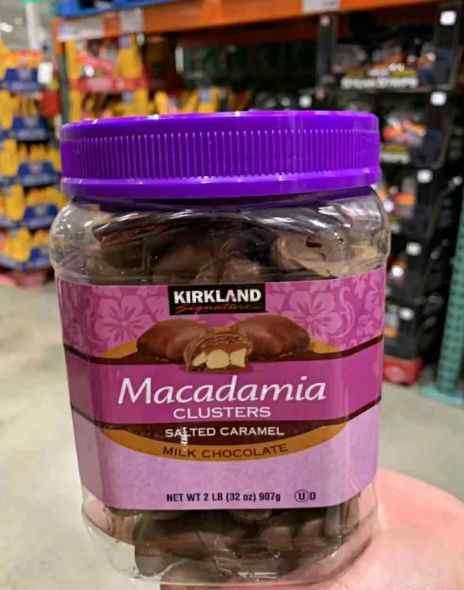 KIRKLAND
Signature
Macadamia
CLUSTERS
SALTED CARAMEL
MILK CHOCOLATE
NET WT 2 LB (32 oz) 907g Ⓤ D